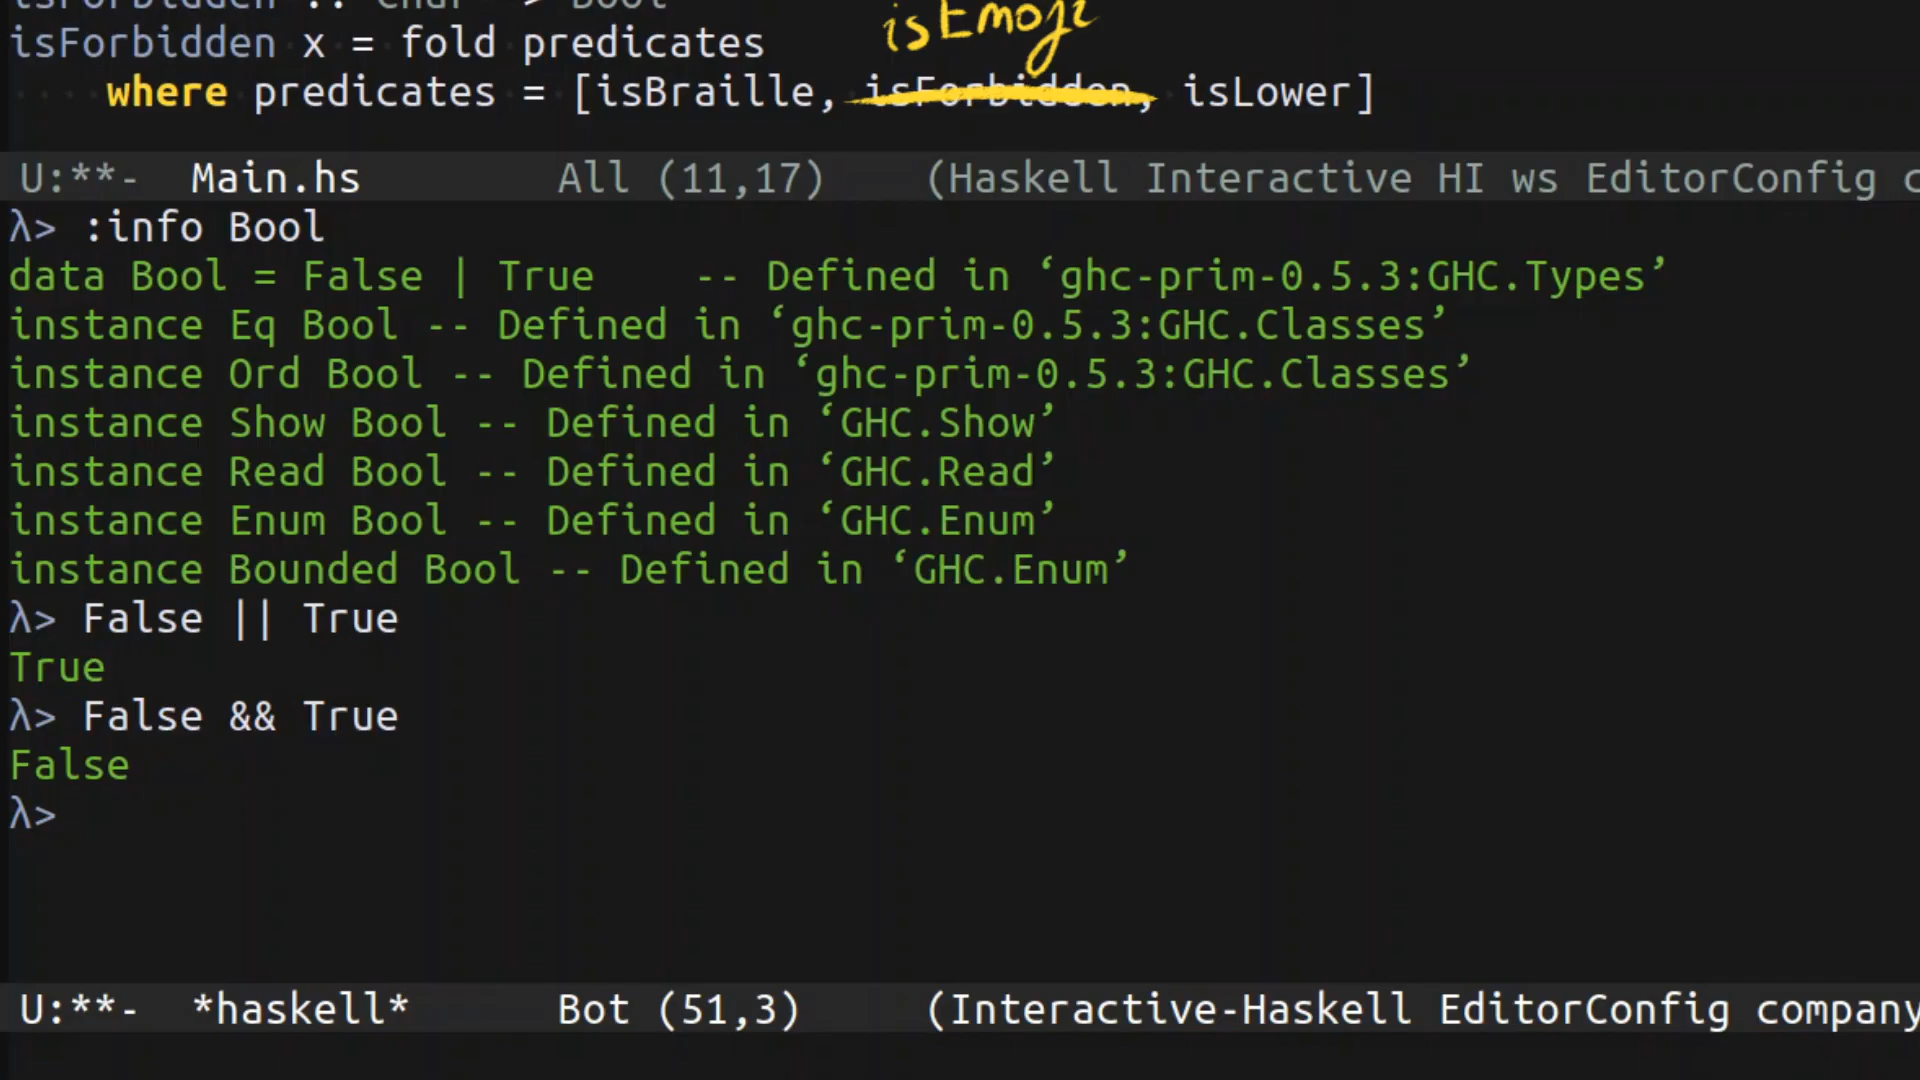 isForbidden :: Char -> Bool
isEmoji
isForbidden x = fold predicates
where predicates = [isBraille, isForbidden, isLower]
U:**- Main.hs All (11,17) (Haskell Interactive HI ws EditorConfig c
λ> :info Bool
data Bool = False | True -- Defined in ‘ghc-prim-0.5.3:GHC.Types’
instance Eq Bool -- Defined in ‘ghc-prim-0.5.3:GHC.Classes’
instance Ord Bool -- Defined in ‘ghc-prim-0.5.3:GHC.Classes’
instance Show Bool -- Defined in ‘GHC.Show’
instance Read Bool -- Defined in ‘GHC.Read’
instance Enum Bool -- Defined in ‘GHC.Enum’
instance Bounded Bool -- Defined in ‘GHC.Enum’
λ> False || True
True
λ> False && True
False
λ>
U:**- *haskell* Bot (51,3) (Interactive-Haskell EditorConfig company